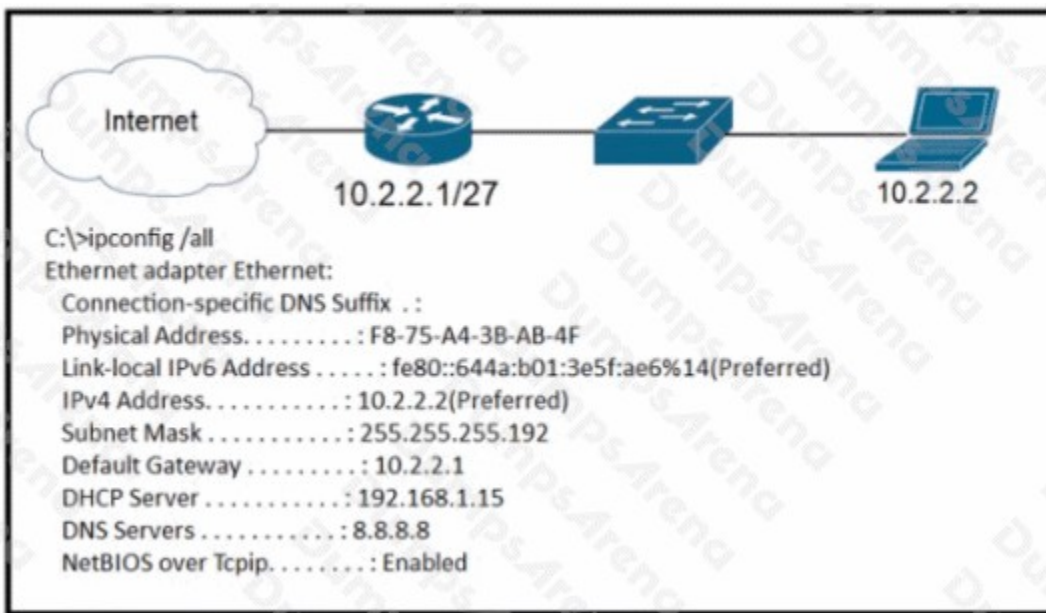 Internet
10.2.2.1/27
10.2.2.2
C:\>ipconfig /all
Ethernet adapter Ethernet:
Connection-specific DNS Suffix . :
Physical Address. . . . . . . . . : F8-75-A4-3B-AB-4F
Link-local IPv6 Address . . . . . : fe80::644a:b01:3e5f:ae6%14(Preferred)
IPv4 Address. . . . . . . . . . . : 10.2.2.2(Preferred)
Subnet Mask . . . . . . . . . . . : 255.255.255.192
Default Gateway . . . . . . . . . : 10.2.2.1
DHCP Server . . . . . . . . . . . : 192.168.1.15
DNS Servers . . . . . . . . . . . : 8.8.8.8
NetBIOS over Tcpip. . . . . . . . : Enabled
DumpsArena